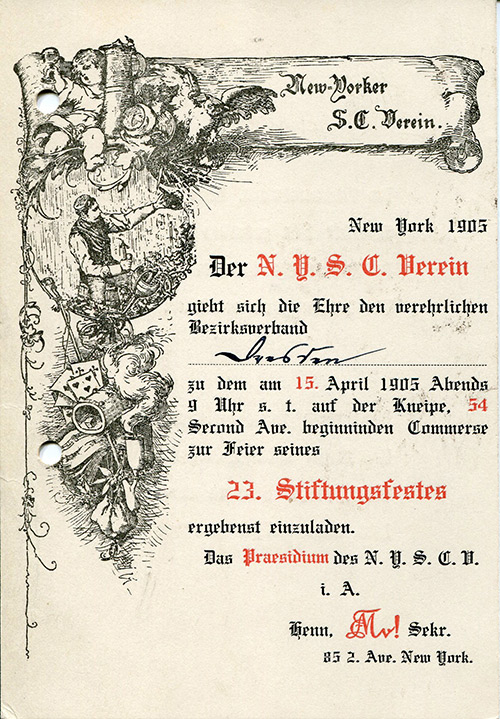 New-Yorker
S. C. Verein.
New York 1905
Der N. Y. S. C. Verein
giebt sich die Ehre den verehrlichen
Bezirksverband
Dresden
zu dem am 15. April 1905 Abends
9 Uhr s. t. auf der Kneipe, 54
Second Ave. beginninden Commerse
zur Feier seines
23. Stiftungsfestes
ergebenst einzuladen.
Das Praesidium des N. Y. S. C. V.
i. A.
Henn, Sekr.
85 2. Ave. New York.